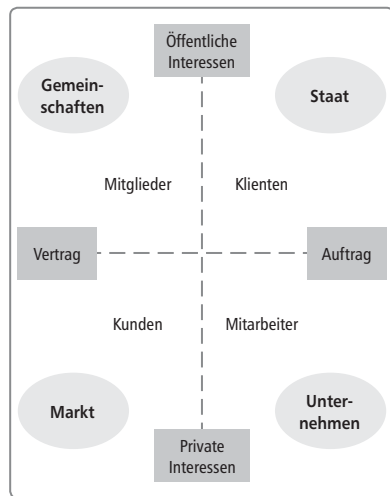 Öffentliche
Interessen
Gemein-
schaften
Staat
Mitglieder
Klienten
Vertrag
Auftrag
Kunden
Mitarbeiter
Markt
Unter-
nehmen
Private
Interessen